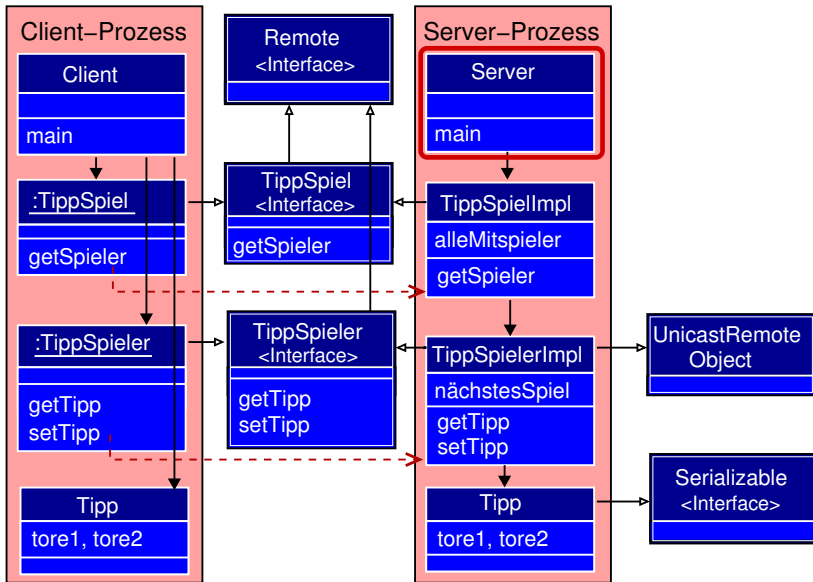 Client–Prozess
Client
main
:TippSpiel
getSpieler
:TippSpieler
getTipp
setTipp
Tipp
tore1, tore2
Remote
<Interface>
TippSpiel
<Interface>
getSpieler
TippSpieler
<Interface>
getTipp
setTipp
Server–Prozess
Server
main
TippSpielImpl
alleMitspieler
getSpieler
TippSpielerImpl
nächstesSpiel
getTipp
setTipp
Tipp
tore1, tore2
UnicastRemote
Object
Serializable
<Interface>